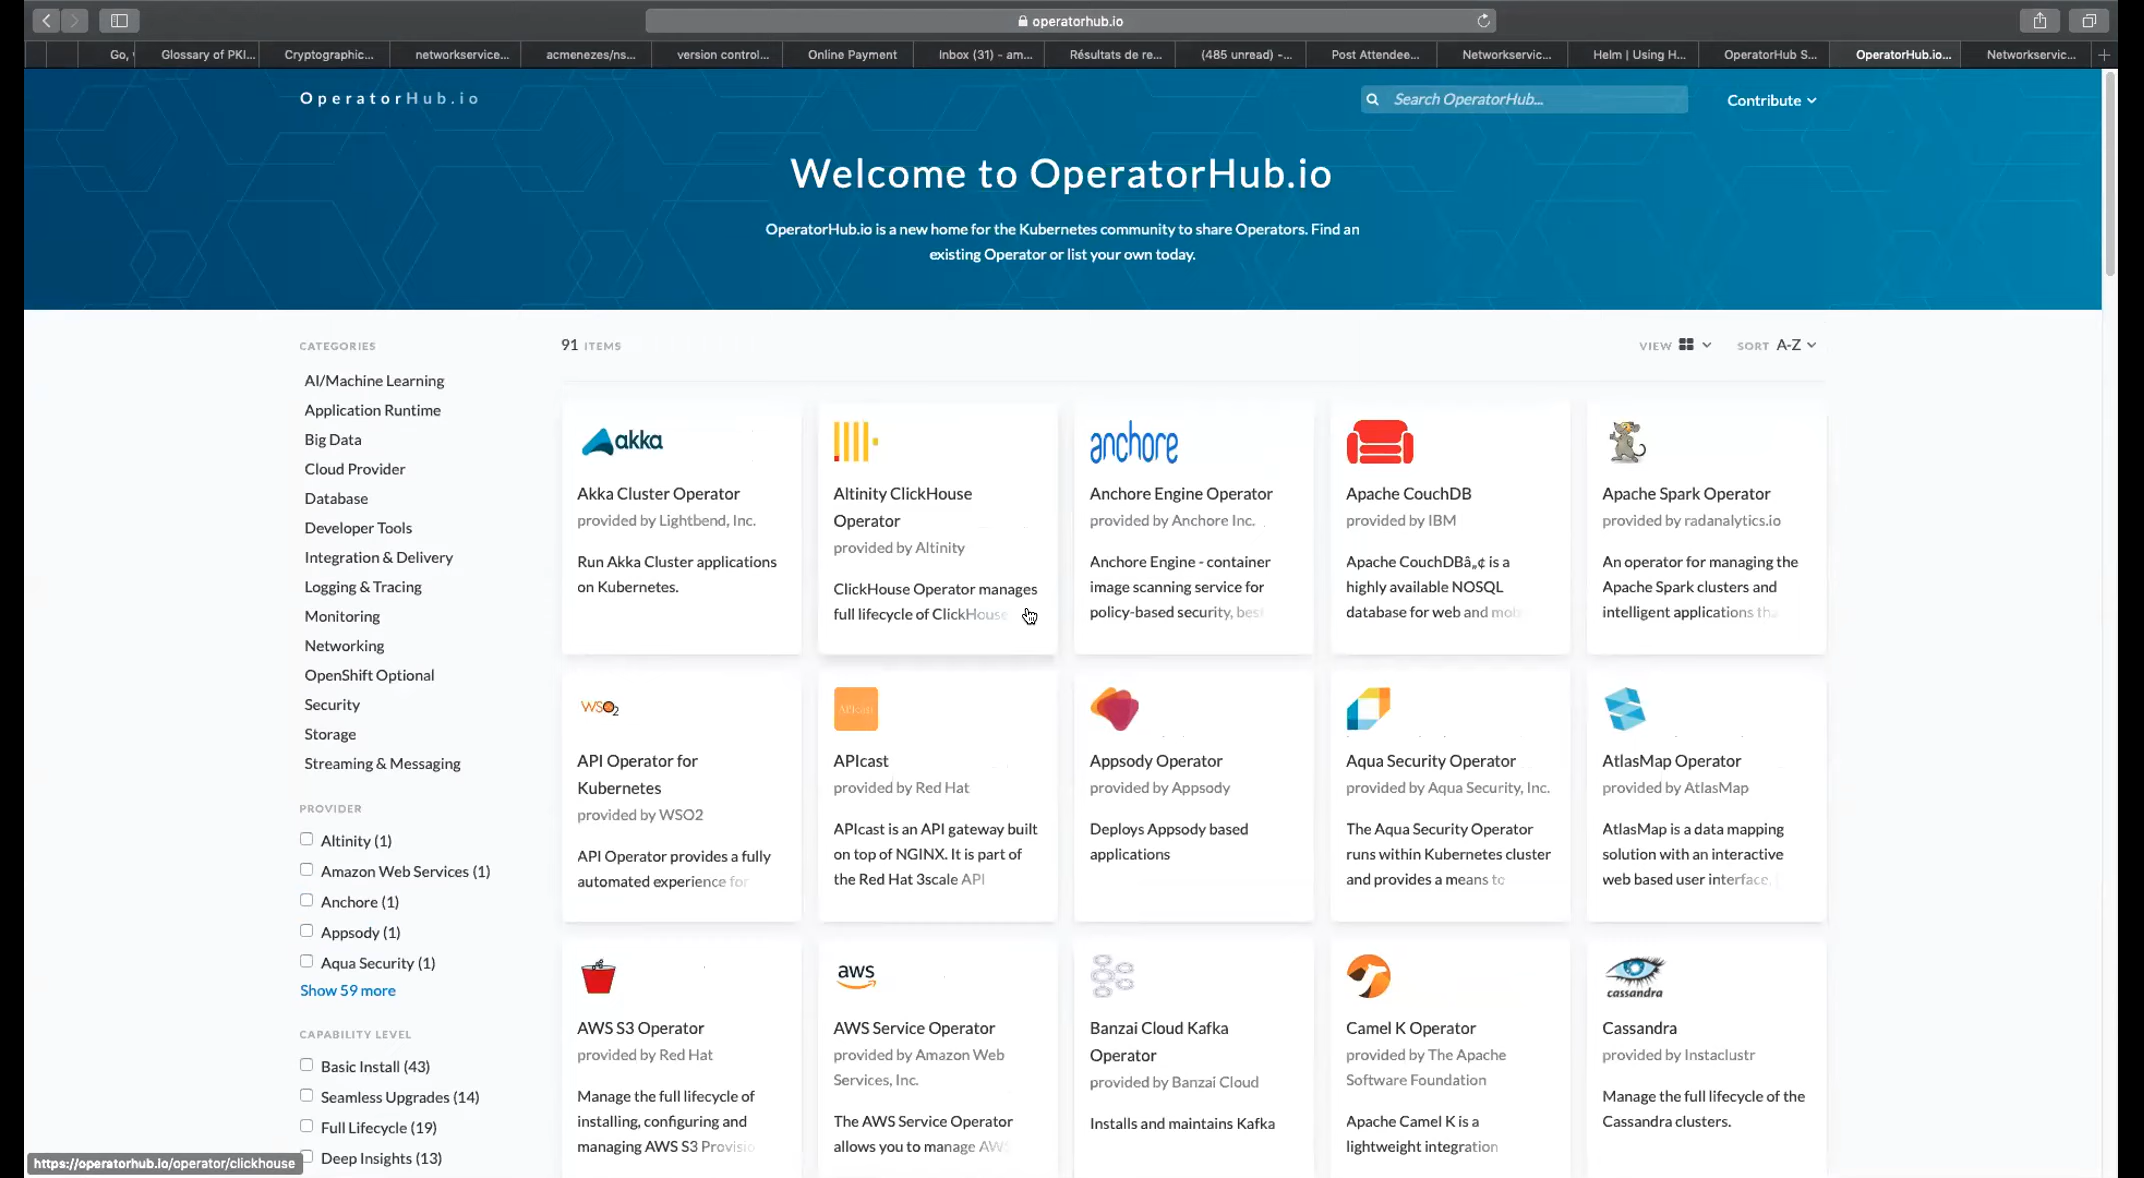 operatorhub.io
Go,
Glossary of PKI...
Cryptographic...
networkservice...
acmenezes/ns...
version control...
Online Payment
Inbox (31) - am...
Résultats de re...
(485 unread) -...
Post Attendee...
Networkservic...
Helm | Using H...
OperatorHub S...
OperatorHub.io...
Networkservic...
OperatorHub.io
Search OperatorHub...
Contribute
Welcome to OperatorHub.io
OperatorHub.io is a new home for the Kubernetes community to share Operators. Find an
existing Operator or list your own today.
CATEGORIES
AI/Machine Learning
Application Runtime
Big Data
Cloud Provider
Database
Developer Tools
Integration & Delivery
Logging & Tracing
Monitoring
Networking
OpenShift Optional
Security
Storage
Streaming & Messaging
PROVIDER
Altinity (1)
Amazon Web Services (1)
Anchore (1)
Appsody (1)
Aqua Security (1)
Show 59 more
CAPABILITY LEVEL
Basic Install (43)
Seamless Upgrades (14)
Full Lifecycle (19)
Deep Insights (13)
https://operatorhub.io/operator/clickhouse
91 ITEMS
VIEW
SORT A-Z
akka
Akka Cluster Operator
provided by Lightbend, Inc.
Run Akka Cluster applications
on Kubernetes.
Altinity ClickHouse
Operator
provided by Altinity
ClickHouse Operator manages
full lifecycle of ClickHouse
anchore
Anchore Engine Operator
provided by Anchore Inc.
Anchore Engine - container
image scanning service for
policy-based security, best
Apache CouchDB
provided by IBM
Apache CouchDBâ„¢ is a
highly available NOSQL
database for web and mob
Apache Spark Operator
provided by radanalytics.io
An operator for managing the
Apache Spark clusters and
intelligent applications tha
WSO2
API Operator for
Kubernetes
provided by WSO2
API Operator provides a fully
automated experience for
APIcast
APIcast
provided by Red Hat
APIcast is an API gateway built
on top of NGINX. It is part of
the Red Hat 3scale API
Appsody Operator
provided by Appsody
Deploys Appsody based
applications
Aqua Security Operator
provided by Aqua Security, Inc.
The Aqua Security Operator
runs within Kubernetes cluster
and provides a means to
AtlasMap Operator
provided by AtlasMap
AtlasMap is a data mapping
solution with an interactive
web based user interface,
AWS S3 Operator
provided by Red Hat
Manage the full lifecycle of
installing, configuring and
managing AWS S3 Provisio
aws
AWS Service Operator
provided by Amazon Web
Services, Inc.
The AWS Service Operator
allows you to manage AWS
Banzai Cloud Kafka
Operator
provided by Banzai Cloud
Installs and maintains Kafka
Camel K Operator
provided by The Apache
Software Foundation
Apache Camel K is a
lightweight integration
cassandra
Cassandra
provided by Instaclustr
Manage the full lifecycle of the
Cassandra clusters.